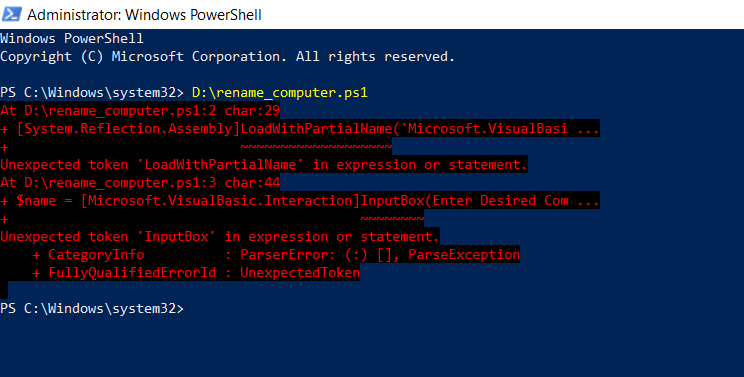 Administrator: Windows PowerShell
Windows PowerShell
Copyright (C) Microsoft Corporation. All rights reserved.
PS C:\Windows\system32> D:\rename_computer.ps1
At D:\rename_computer.ps1:2 char:29
+ [System.Reflection.Assembly]LoadWithPartialName('Microsoft.VisualBasi ...
+                             ~~~~~~~~~~~~~~~~~~~
Unexpected token 'LoadWithPartialName' in expression or statement.
At D:\rename_computer.ps1:3 char:44
+ $name = [Microsoft.VisualBasic.Interaction]InputBox(Enter Desired Com ...
+                                            ~~~~~~~~
Unexpected token 'InputBox' in expression or statement.
    + CategoryInfo          : ParserError: (:) [], ParseException
    + FullyQualifiedErrorId : UnexpectedToken
PS C:\Windows\system32>